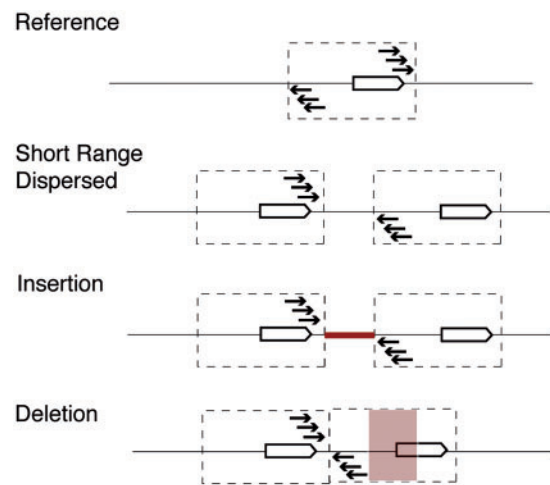 Reference
Short Range
Dispersed
Insertion
Deletion